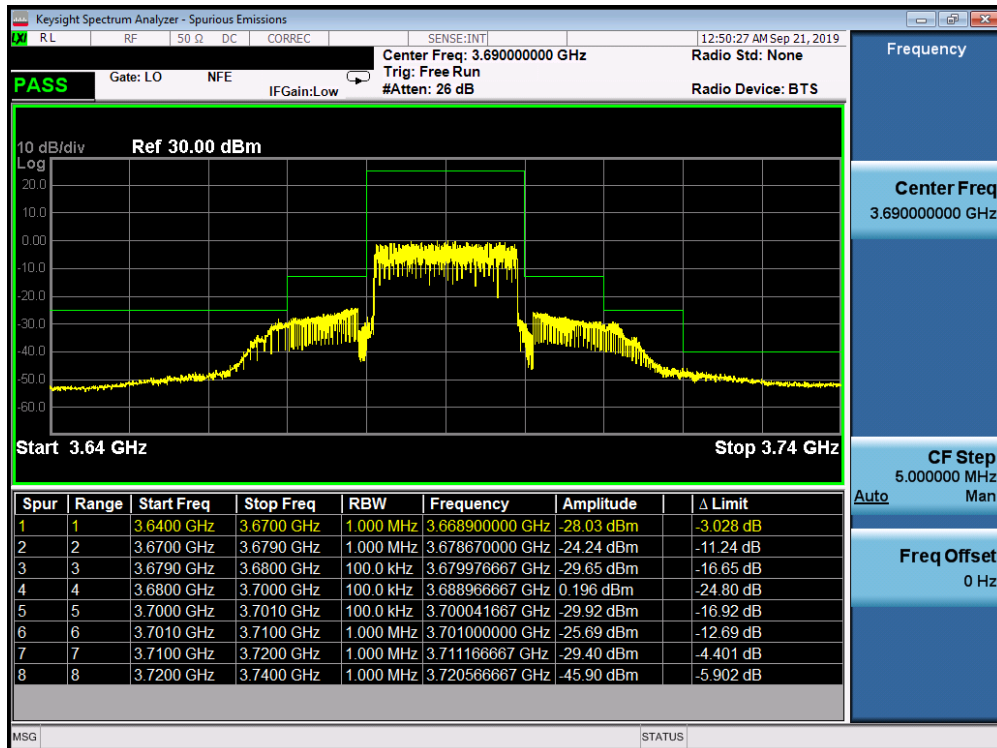 Keysight Spectrum Analyzer - Spurious Emissions
LXI RL RF 50 Ω DC CORREC SENSE:INT 12:50:27 AM Sep 21, 2019
Center Freq: 3.690000000 GHz Radio Std: None
PASS Gate: LO NFE Trig: Free Run
IFGain:Low #Atten: 26 dB Radio Device: BTS
Frequency
10 dB/div Ref 30.00 dBm
Log
20.0
10.0
0.00
-10.0
-20.0
-30.0
-40.0
-50.0
-60.0
Start 3.64 GHz Stop 3.74 GHz
Center Freq
3.690000000 GHz
CF Step
5.000000 MHz
Auto Man
Freq Offset
0 Hz
Spur Range Start Freq Stop Freq RBW Frequency Amplitude Δ Limit
1 1 3.6400 GHz 3.6700 GHz 1.000 MHz 3.668900000 GHz -28.03 dBm -3.028 dB
2 2 3.6700 GHz 3.6790 GHz 1.000 MHz 3.678670000 GHz -24.24 dBm -11.24 dB
3 3 3.6790 GHz 3.6800 GHz 100.0 kHz 3.679976667 GHz -29.65 dBm -16.65 dB
4 4 3.6800 GHz 3.7000 GHz 100.0 kHz 3.688966667 GHz 0.196 dBm -24.80 dB
5 5 3.7000 GHz 3.7010 GHz 100.0 kHz 3.700041667 GHz -29.92 dBm -16.92 dB
6 6 3.7010 GHz 3.7100 GHz 1.000 MHz 3.701000000 GHz -25.69 dBm -12.69 dB
7 7 3.7100 GHz 3.7200 GHz 1.000 MHz 3.711166667 GHz -29.40 dBm -4.401 dB
8 8 3.7200 GHz 3.7400 GHz 1.000 MHz 3.720566667 GHz -45.90 dBm -5.902 dB
MSG STATUS